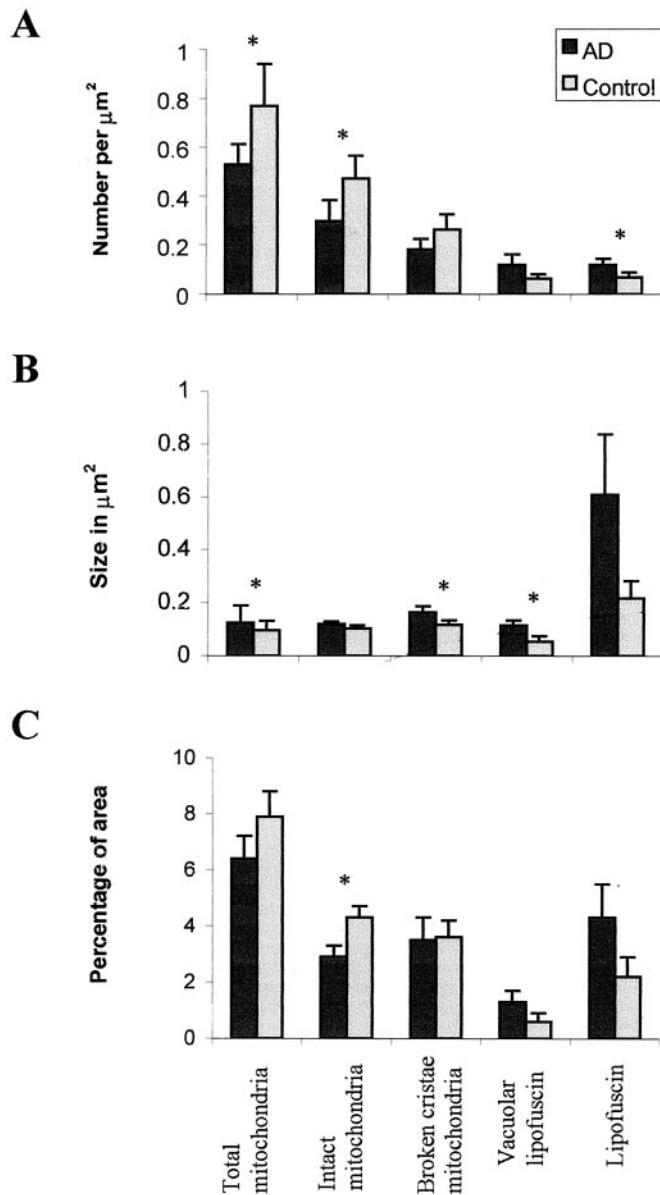 A
*
1
0.8
0.6
0.4
0.2
0
Number per μm²
*
*
AD
Control
B
1
0.8
0.6
0.4
0.2
0
Size in μm²
*
*
*
C
10
8
6
4
2
0
Percentage of area
*
Total
mitochondria
Intact
mitochondria
Broken cristae
mitochondria
Vacuolar
lipofuscin
Lipofuscin